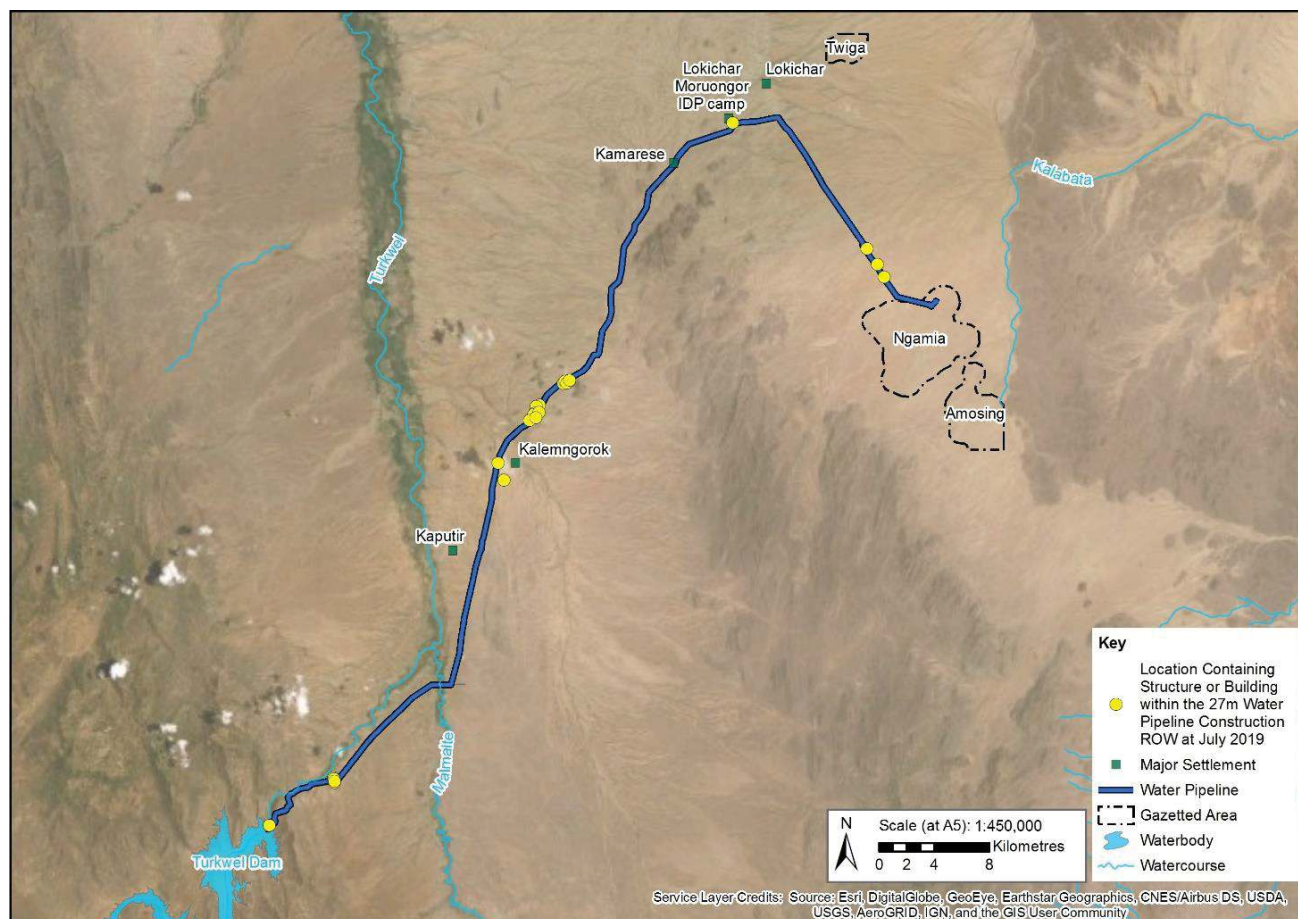 Twiga
Lokichar
Lokichar
Moruongor
IDP camp
Kamarese
Kalabata
Turkwel
Ngamia
Amosing
Kalemngorok
Kaputir
Malmaite
Turkwel Dam
Key
Location Containing
Structure or Building
within the 27m Water
Pipeline Construction
ROW at July 2019
Major Settlement
Water Pipeline
Gazetted Area
Waterbody
Watercourse
N
Scale (at A5): 1:450,000
Kilometres
0 2 4 8
Service Layer Credits: Source: Esri, DigitalGlobe, GeoEye, Earthstar Geographics, CNES/Airbus DS, USDA,
USGS, AeroGRID, IGN, and the GIS User Community